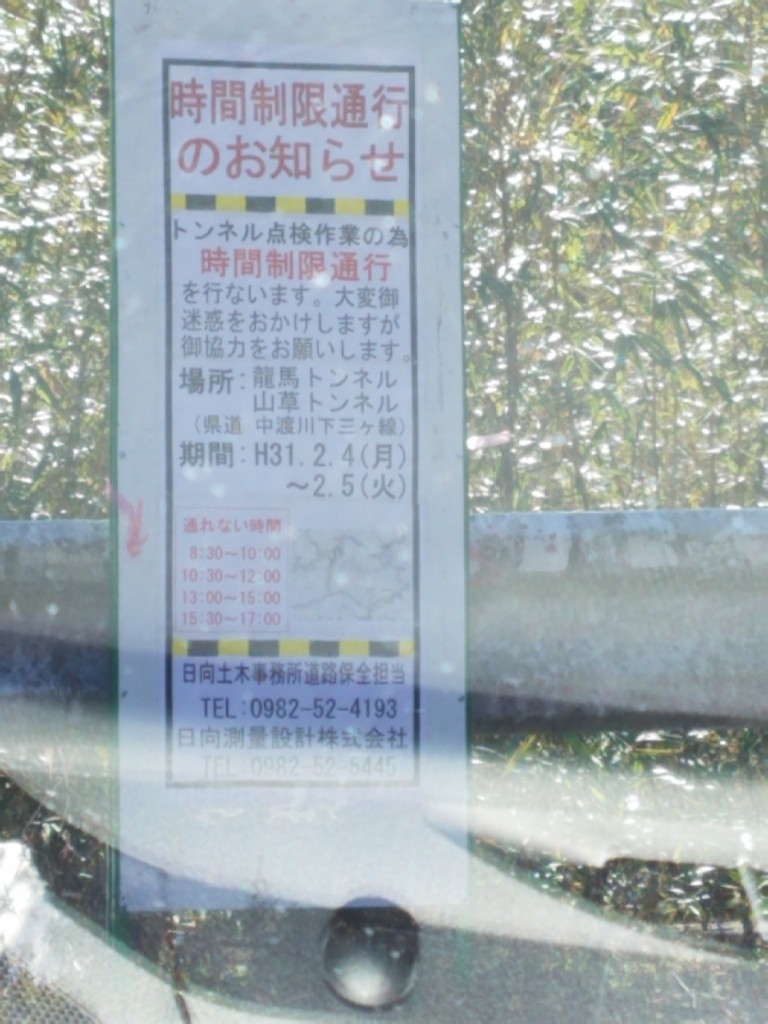 時間制限通行
のお知らせ
トンネル点検作業の為
時間制限通行
を行ないます。大変御
迷惑をおかけしますが
御協力をお願いします。
場所：龍馬トンネル
山草トンネル
（県道 中渡川下三ケ線）
期間：H31.2.4(月)
～2.5(火)
通れない時間
8:30～10:00
10:30～12:00
13:00～15:00
15:30～17:00
日向土木事務所道路保全担当
TEL:0982-52-4193
日向測量設計株式会社
TEL 0982-52-5445